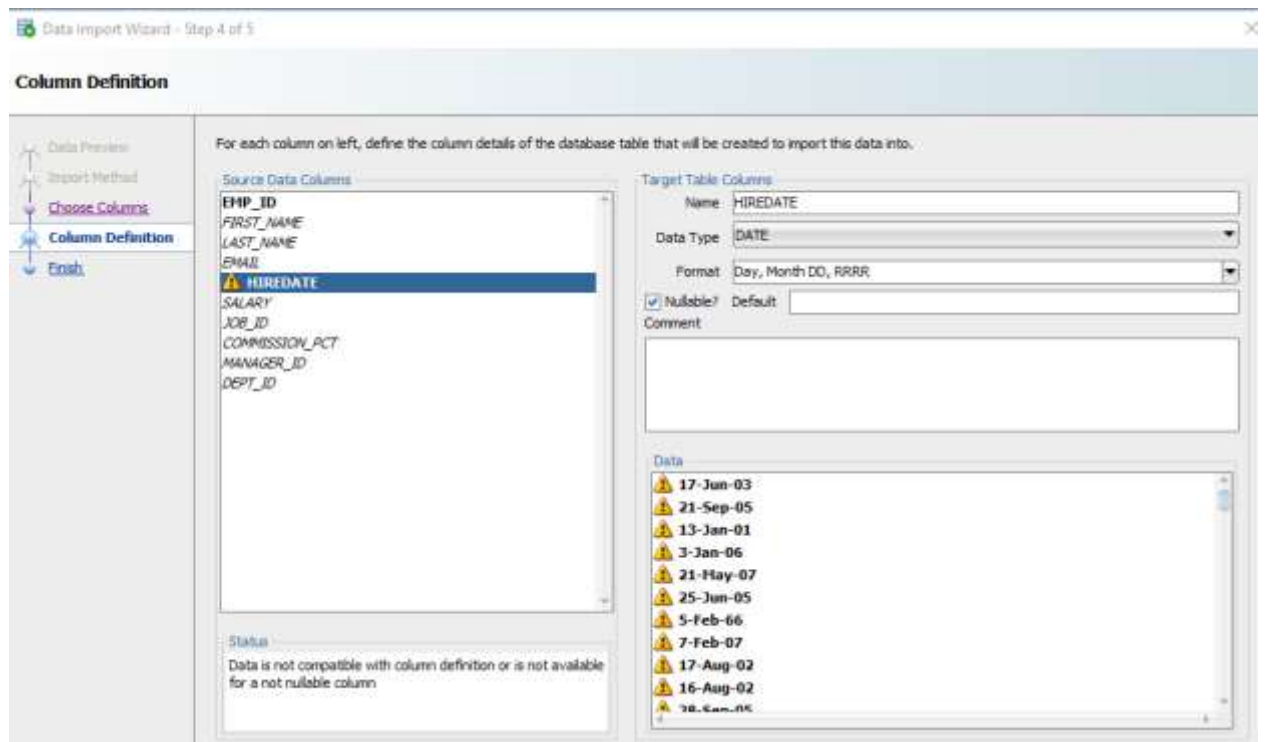 Data Import Wizard - Step 4 of 5
Column Definition
Data Preview
Import Method
Choose Columns
Column Definition
Finish
For each column on left, define the column details of the database table that will be created to import this data into.
Source Data Columns
EMP_ID
FIRST_NAME
LAST_NAME
EMAIL
HIREDATE
SALARY
JOB_ID
COMMISSION_PCT
MANAGER_ID
DEPT_ID
Status
Data is not compatible with column definition or is not available
for a not nullable column
Target Table Columns
Name HIREDATE
Data Type DATE
Format Day, Month DD, RRRR
Nullable? Default
Comment
Data
17-Jun-03
21-Sep-05
13-Jan-01
3-Jan-06
21-May-07
25-Jun-05
5-Feb-66
7-Feb-07
17-Aug-02
16-Aug-02
28-Sep-05